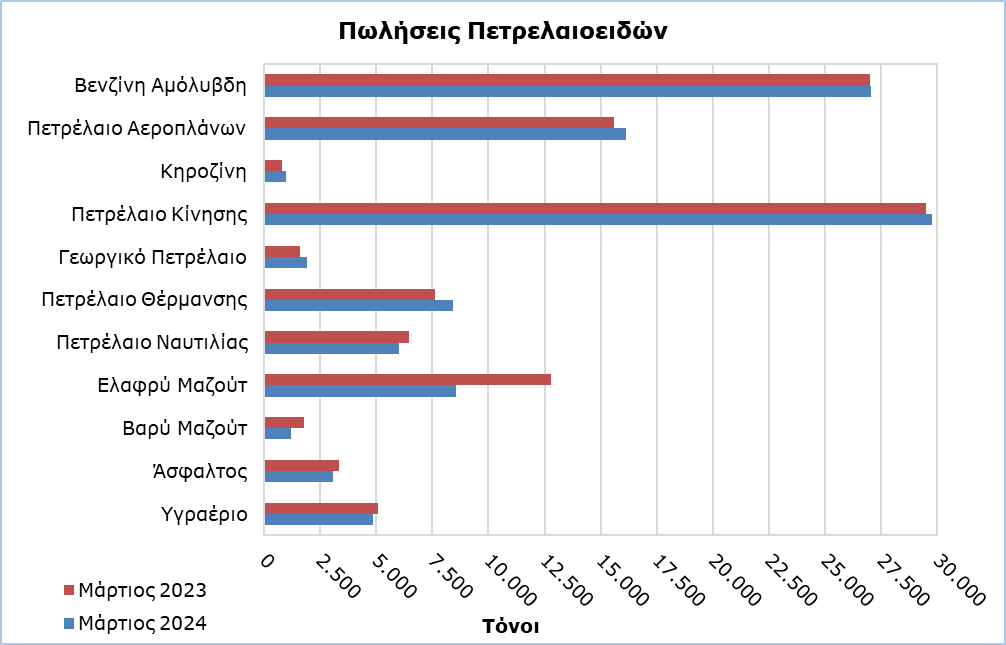 Πωλήσεις Πετρελαιοειδών
Βενζίνη Αμόλυβδη
Πετρέλαιο Αεροπλάνων
Κηροζίνη
Πετρέλαιο Κίνησης
Γεωργικό Πετρέλαιο
Πετρέλαιο Θέρμανσης
Πετρέλαιο Ναυτιλίας
Ελαφρύ Μαζούτ
Βαρύ Μαζούτ
Άσφαλτος
Υγραέριο
0 2.500 5.000 7.500 10.000 12.500 15.000 17.500 20.000 22.500 25.000 27.500 30.000
Τόνοι
Μάρτιος 2023
Μάρτιος 2024